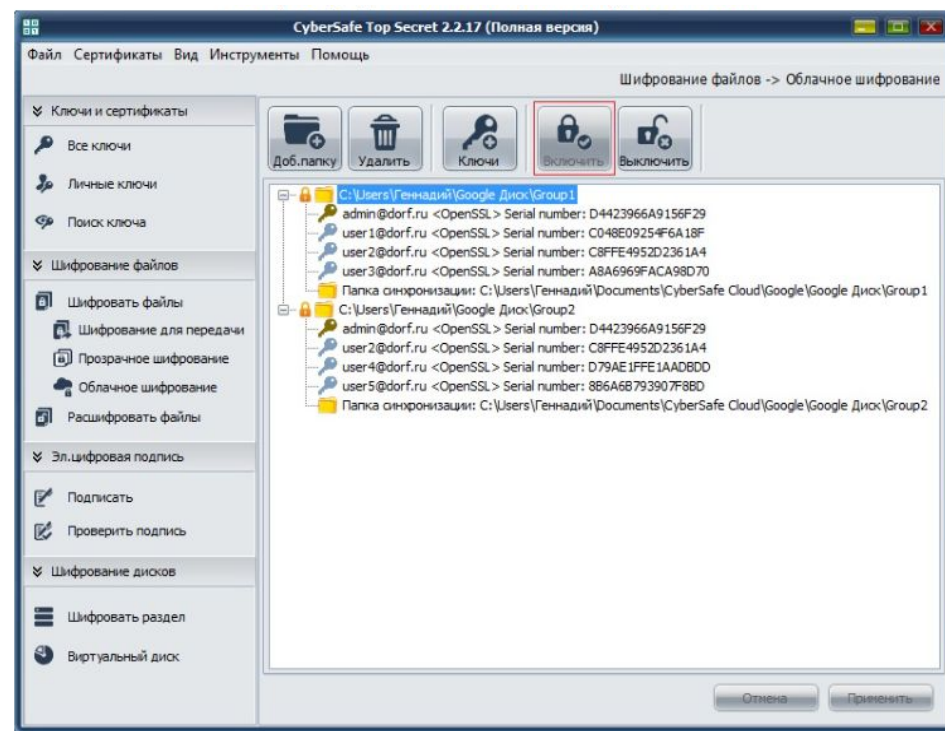 CyberSafe Top Secret 2.2.17 (Полная версия)
Файл Сертификаты Вид Инструменты Помощь
Шифрование файлов -> Облачное шифрование
Ключи и сертификаты
Все ключи
Личные ключи
Поиск ключа
Шифрование файлов
Шифровать файлы
Шифрование для передачи
Прозрачное шифрование
Облачное шифрование
Расшифровать файлы
Эл.цифровая подпись
Подписать
Проверить подпись
Шифрование дисков
Шифровать раздел
Виртуальный диск
Доб.папку Удалить Ключи Включить Выключить
C:\Users\Геннадий\Google Диск\Group1
admin@dorf.ru <OpenSSL> Serial number: D4423966A9156F29
user1@dorf.ru <OpenSSL> Serial number: C048E09254F6A18F
user2@dorf.ru <OpenSSL> Serial number: C8FFE4952D2361A4
user3@dorf.ru <OpenSSL> Serial number: A8A6969FACA98D70
Папка синхронизации: C:\Users\Геннадий\Documents\CyberSafe Cloud\Google\Google Диск\Group1
C:\Users\Геннадий\Google Диск\Group2
admin@dorf.ru <OpenSSL> Serial number: D4423966A9156F29
user2@dorf.ru <OpenSSL> Serial number: C8FFE4952D2361A4
user4@dorf.ru <OpenSSL> Serial number: D79AE1FFE1AADBDD
user5@dorf.ru <OpenSSL> Serial number: 8B6A6B793907F8BD
Папка синхронизации: C:\Users\Геннадий\Documents\CyberSafe Cloud\Google\Google Диск\Group2
Отмена Применить